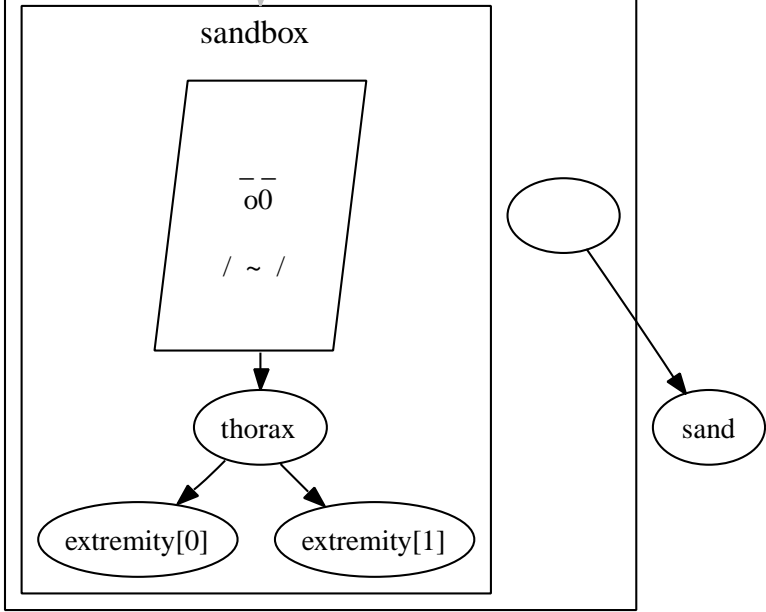 sandbox
_ _
o0
/ ~ /
thorax
sand
extremity[0]
extremity[1]